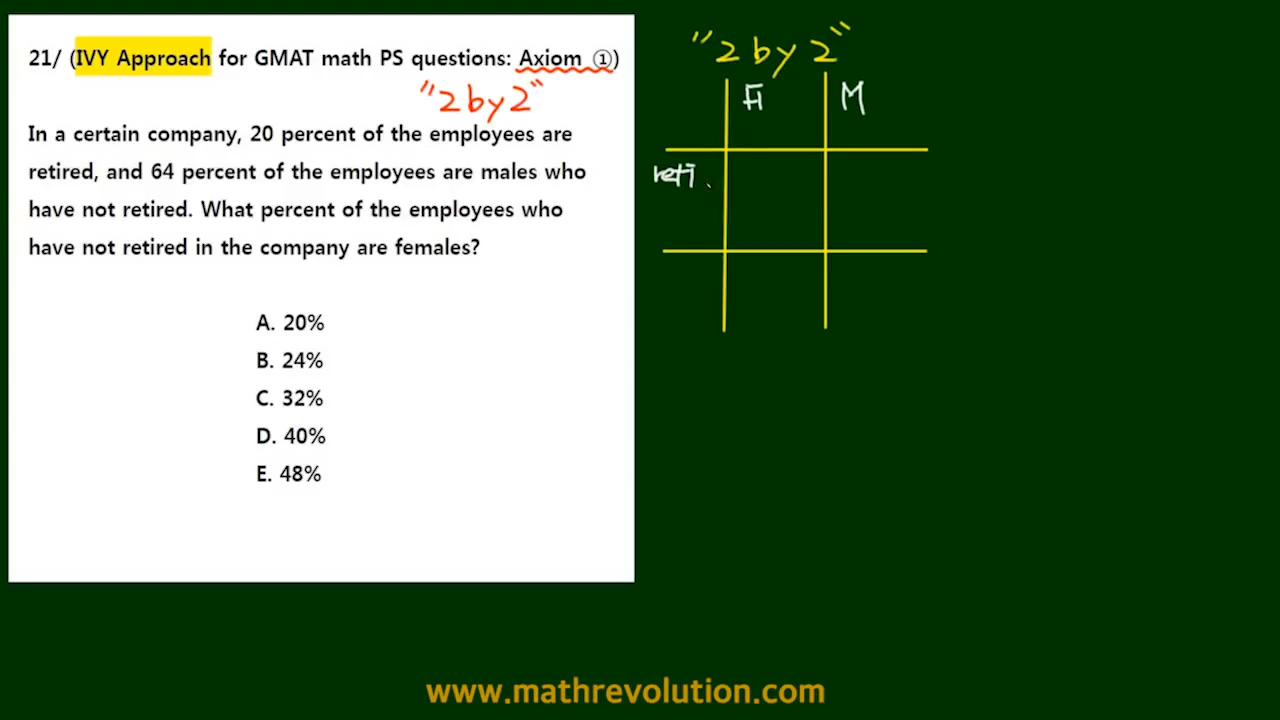 21/ (IVY Approach for GMAT math PS questions: Axiom ①)
"2 by 2"
In a certain company, 20 percent of the employees are
retired, and 64 percent of the employees are males who
have not retired. What percent of the employees who
have not retired in the company are females?
A. 20%
B. 24%
C. 32%
D. 40%
E. 48%
"2 by 2"
F M
reti.
www.mathrevolution.com